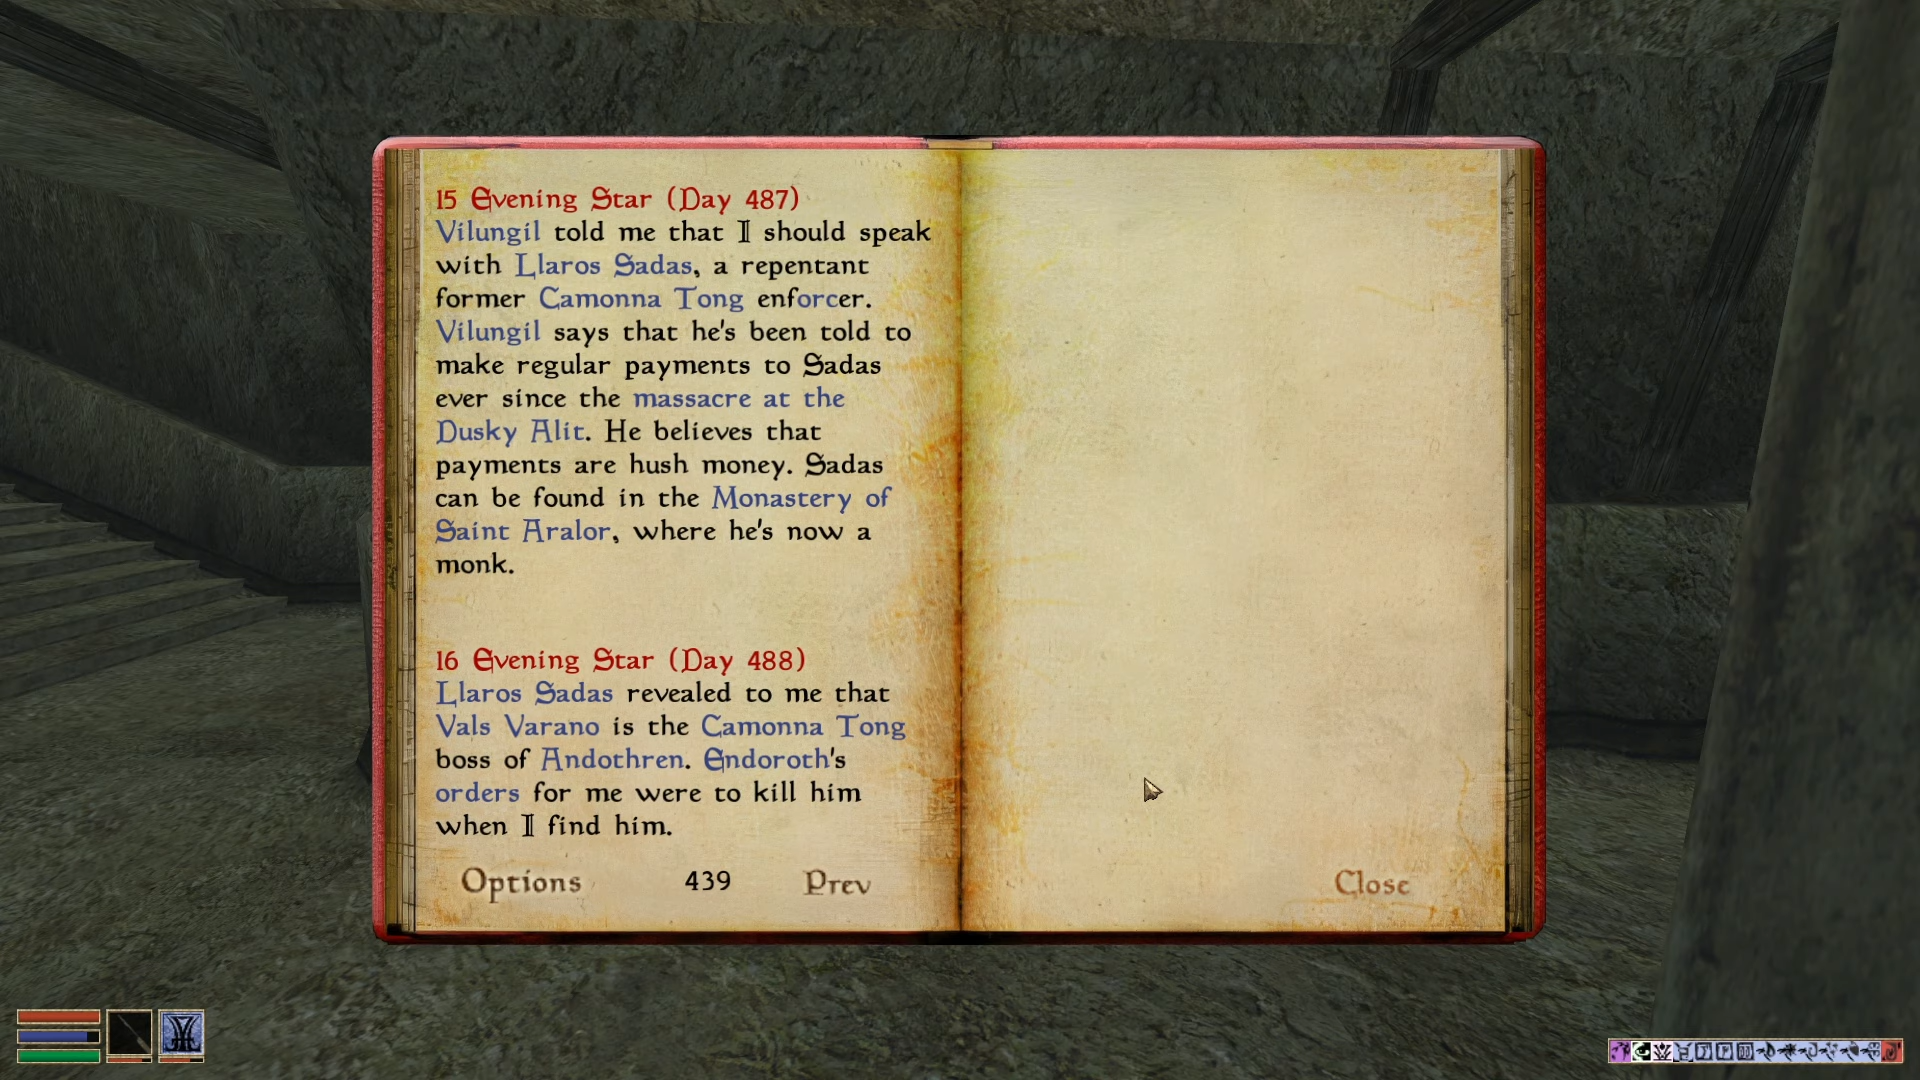 15 Evening Star (Day 487)
Vilungil told me that I should speak
with Llaros Sadas, a repentant
former Camonna Tong enforcer.
Vilungil says that he's been told to
make regular payments to Sadas
ever since the massacre at the
Dusky Alit. He believes that
payments are hush money. Sadas
can be found in the Monastery of
Saint Aralor, where he's now a
monk.
16 Evening Star (Day 488)
Llaros Sadas revealed to me that
Vals Varano is the Camonna Tong
boss of Andothren. Endoroth's
orders for me were to kill him
when I find him.
Options
439
Prev
Close